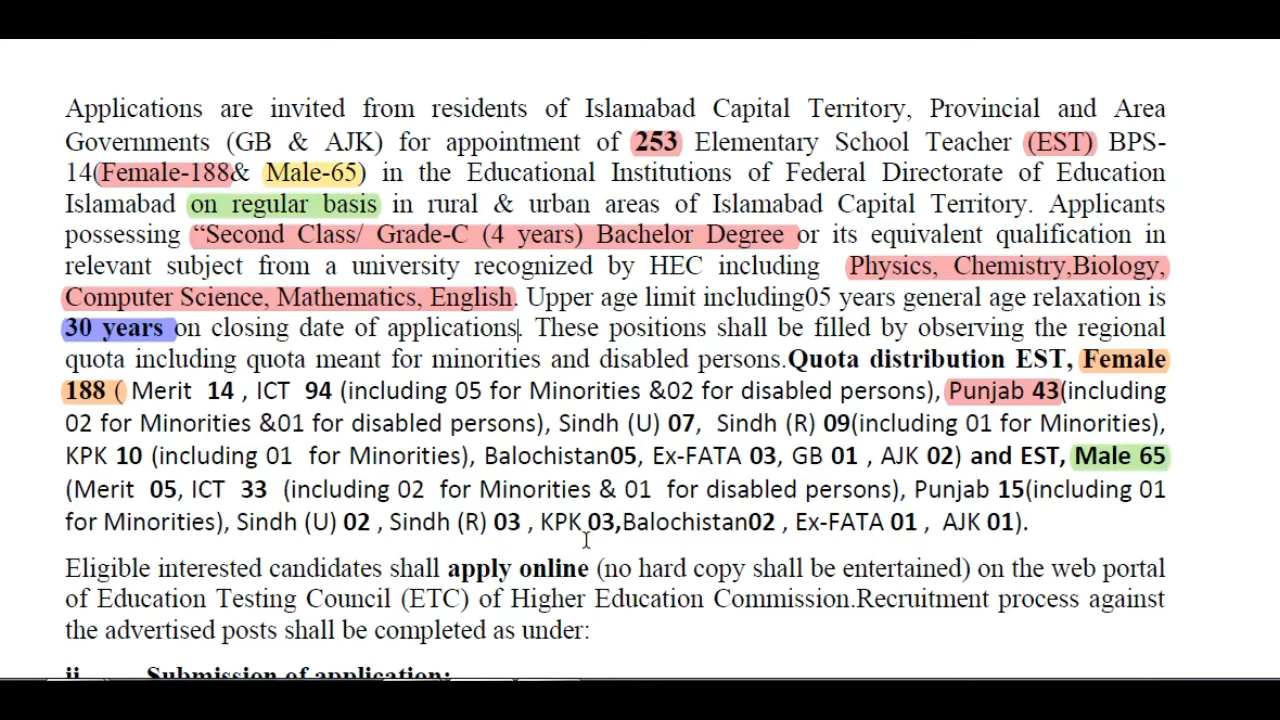 Applications are invited from residents of Islamabad Capital Territory, Provincial and Area
Governments (GB & AJK) for appointment of 253 Elementary School Teacher (EST) BPS-
14(Female-188& Male-65) in the Educational Institutions of Federal Directorate of Education
Islamabad on regular basis in rural & urban areas of Islamabad Capital Territory. Applicants
possessing “Second Class/ Grade-C (4 years) Bachelor Degree or its equivalent qualification in
relevant subject from a university recognized by HEC including Physics, Chemistry,Biology,
Computer Science, Mathematics, English. Upper age limit including05 years general age relaxation is
30 years on closing date of applications. These positions shall be filled by observing the regional
quota including quota meant for minorities and disabled persons.Quota distribution EST, Female
188 ( Merit 14 , ICT 94 (including 05 for Minorities &02 for disabled persons), Punjab 43(including
02 for Minorities &01 for disabled persons), Sindh (U) 07, Sindh (R) 09(including 01 for Minorities),
KPK 10 (including 01 for Minorities), Balochistan05, Ex-FATA 03, GB 01 , AJK 02) and EST, Male 65
(Merit 05, ICT 33 (including 02 for Minorities & 01 for disabled persons), Punjab 15(including 01
for Minorities), Sindh (U) 02 , Sindh (R) 03 , KPK 03,Balochistan02 , Ex-FATA 01 , AJK 01).
Eligible interested candidates shall apply online (no hard copy shall be entertained) on the web portal
of Education Testing Council (ETC) of Higher Education Commission.Recruitment process against
the advertised posts shall be completed as under:
ii. Submission of application: